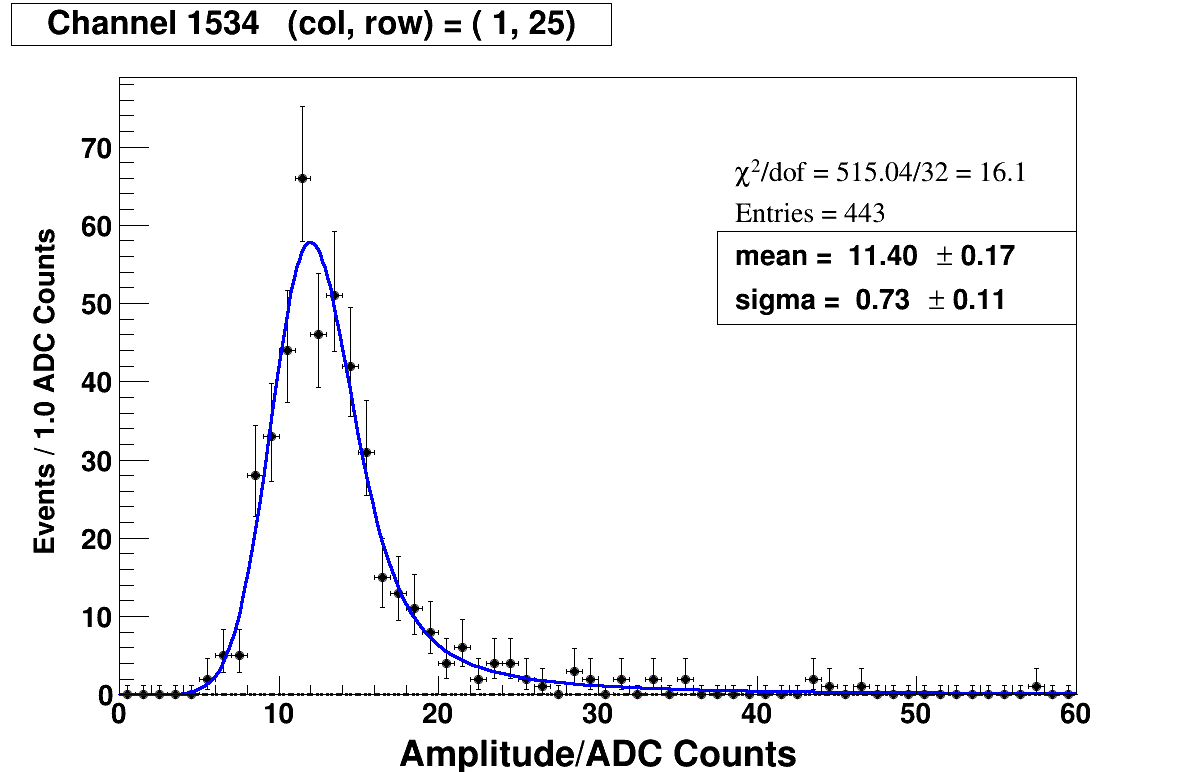 Channel 1534 (col, row) = ( 1, 25)
χ²/dof = 515.04/32 = 16.1
Entries = 443
mean = 11.40 ± 0.17
sigma = 0.73 ± 0.11
Events / 1.0 ADC Counts
70
60
50
40
30
20
10
0
0 10 20 30 40 50 60
Amplitude/ADC Counts